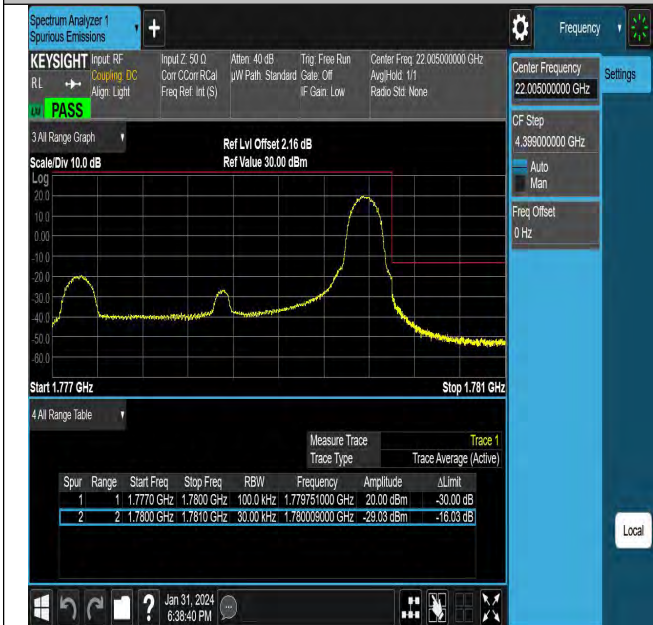 Spectrum Analyzer 1
Spurious Emissions
+
Frequency
KEYSIGHT
RL
Input: RF
Coupling: DC
Align: Light
Input Z: 50 Ω
Corr CCorr RCal
Freq Ref: Int (S)
Atten: 40 dB
µW Path: Standard
Trig: Free Run
Gate: Off
IF Gain: Low
Center Freq: 22.005000000 GHz
Avg|Hold: 1/1
Radio Std: None
PASS
Center Frequency
22.005000000 GHz
Settings
CF Step
4.399000000 GHz
Auto
Man
Freq Offset
0 Hz
3 All Range Graph
Scale/Div 10.0 dB
Ref Lvl Offset 2.16 dB
Ref Value 30.00 dBm
Log
20.0
10.0
0.00
-10.0
-20.0
-30.0
-40.0
-50.0
-60.0
Start 1.777 GHz
Stop 1.781 GHz
4 All Range Table
Measure Trace Trace 1
Trace Type Trace Average (Active)
Spur Range Start Freq Stop Freq RBW Frequency Amplitude ΔLimit
1 1 1.7770 GHz 1.7800 GHz 100.0 kHz 1.779751000 GHz 20.00 dBm -30.00 dB
2 2 1.7800 GHz 1.7810 GHz 30.00 kHz 1.780009000 GHz -29.03 dBm -16.03 dB
Local
?
Jan 31, 2024
6:38:40 PM